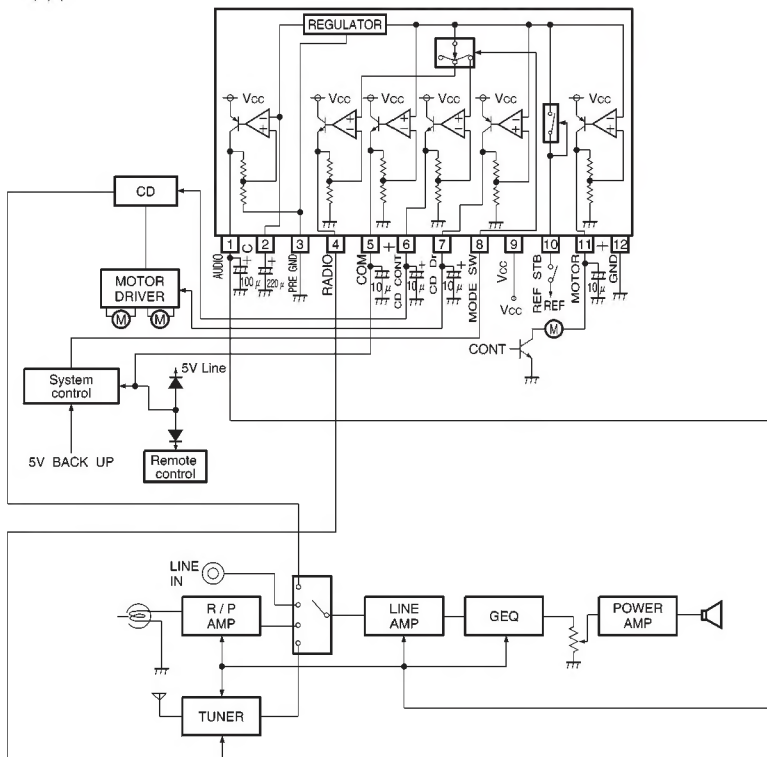 REGULATOR
Vcc Vcc Vcc Vcc Vcc Vcc
+ − − + + − + − + − + −
CD
1 2 3 4 5 6 7 8 9 10 11 12
AUDIO
+
100μ
C
+
220μ
PRE GND
RADIO
COM
+
10μ
CD CONT
+
10μ
CD Dr
+
10μ
MODE SW
Vcc
Vcc
REF STB
REF
MOTOR
+
10μ
GND
MOTOR
DRIVER
M M
M
CONT
5V Line
System
control
5V BACK UP
Remote
control
LINE
IN
R / P
AMP
LINE
AMP
GEQ
POWER
AMP
TUNER